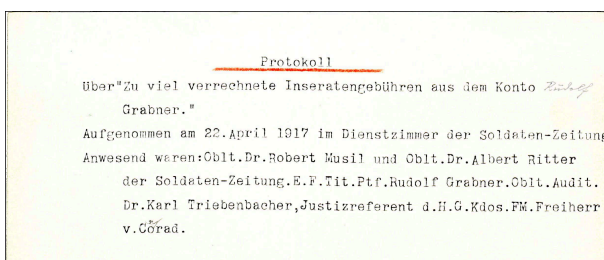 Protokoll
Über"Zu viel verrechnete Inseratengebühren aus dem Konto Rudolf
Grabner."
Aufgenommen am 22.April 1917 im Dienstzimmer der Soldaten-Zeitung
Anwesend waren:Oblt.Dr.Robert Musil und Oblt.Dr.Albert Ritter
der Soldaten-Zeitung.E.F.Tit.Ptf.Rudolf Grabner.Oblt.Audit.
Dr.Karl Triebenbacher,Justizreferent d.H.G.Kdos.FM.Freiherr
v.Corad.